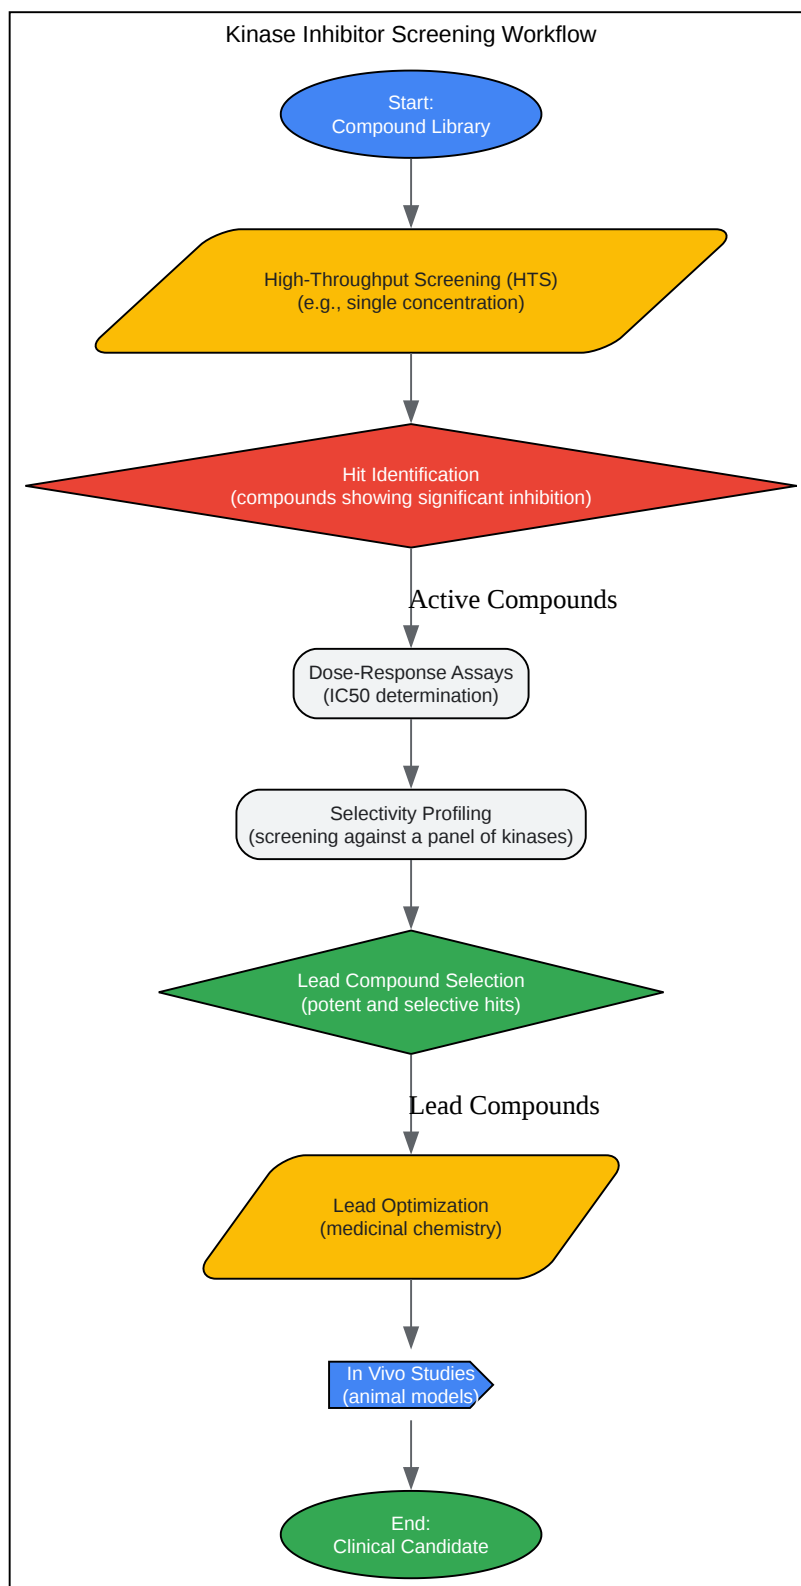 Kinase Inhibitor Screening Workflow
Start:
Compound Library
High-Throughput Screening (HTS)
(e.g., single concentration)
Hit Identification
(compounds showing significant inhibition)
Active Compounds
Dose-Response Assays
(IC50 determination)
Selectivity Profiling
(screening against a panel of kinases)
Lead Compound Selection
(potent and selective hits)
Lead Compounds
Lead Optimization
(medicinal chemistry)
In Vivo Studies
(animal models)
End:
Clinical Candidate